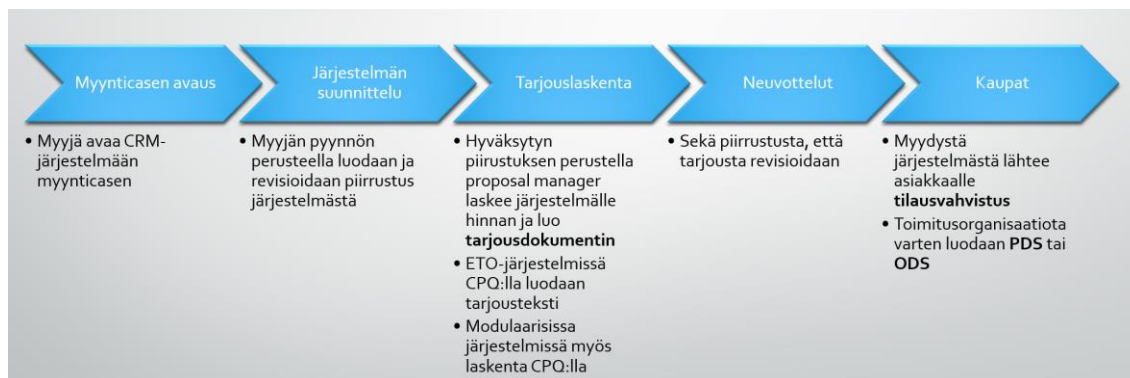 Myynticasen avaus
• Myyjä avaa CRM-
järjestelmään
myynticasen
Järjestelmän
suunnittelu
• Myyjän pyynnön
perusteella luodaan ja
revisioidaan piirrustus
järjestelmästä
Tarjouslaskenta
• Hyväksytyn
piirustuksen perustella
proposal manager
laskee järjestelmälle
hinnan ja luo
tarjousdokumentin
• ETO-järjestelmissä
CPQ:lla luodaan
tarjousteksti
• Modulaarisissa
järjestelmissä myös
laskenta CPQ:lla
Neuvottelut
• Sekä piirrustusta, että
tarjousta revisioidaan
Kaupat
• Myydystä
järjestelmästä lähtee
asiakkaalle
tilausvahvistus
• Toimitusorganisaatiota
varten luodaan PDS tai
ODS